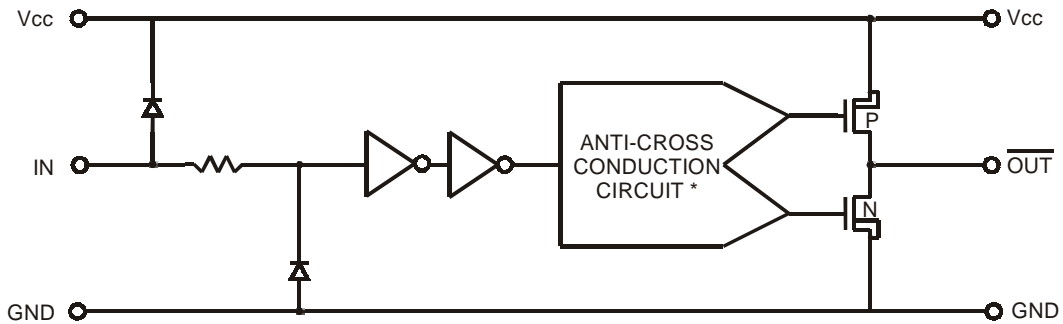 Vcc
Vcc
P
IN
ANTI-CROSS
CONDUCTION
CIRCUIT *
OUT
N
GND
GND